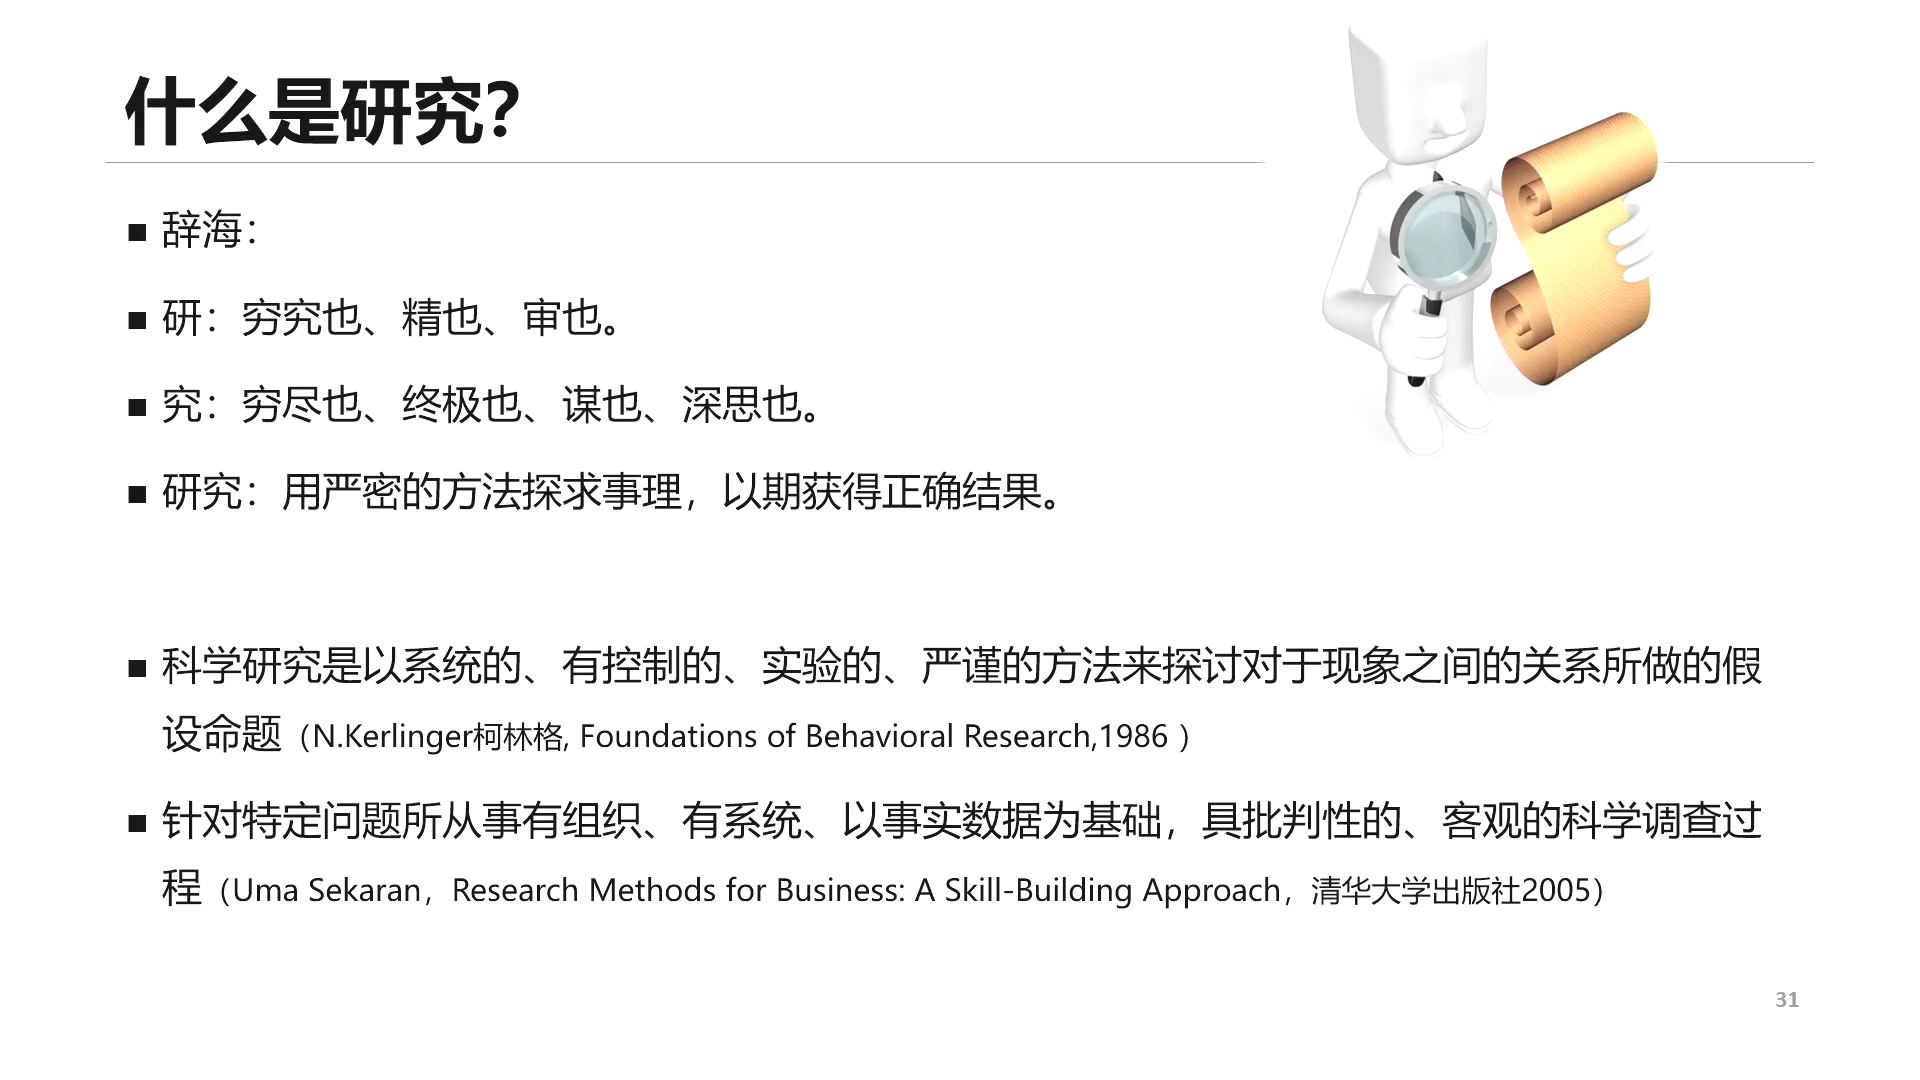 什么是研究?
■ 辞海：
■ 研：穷究也、精也、审也。
■ 究：穷尽也、终极也、谋也、深思也。
■ 研究：用严密的方法探求事理，以期获得正确结果。
■ 科学研究是以系统的、有控制的、实验的、严谨的方法来探讨对于现象之间的关系所做的假
设命题（N.Kerlinger柯林格, Foundations of Behavioral Research,1986 ）
■ 针对特定问题所从事有组织、有系统、以事实数据为基础，具批判性的、客观的科学调查过
程（Uma Sekaran，Research Methods for Business: A Skill-Building Approach，清华大学出版社2005）
31